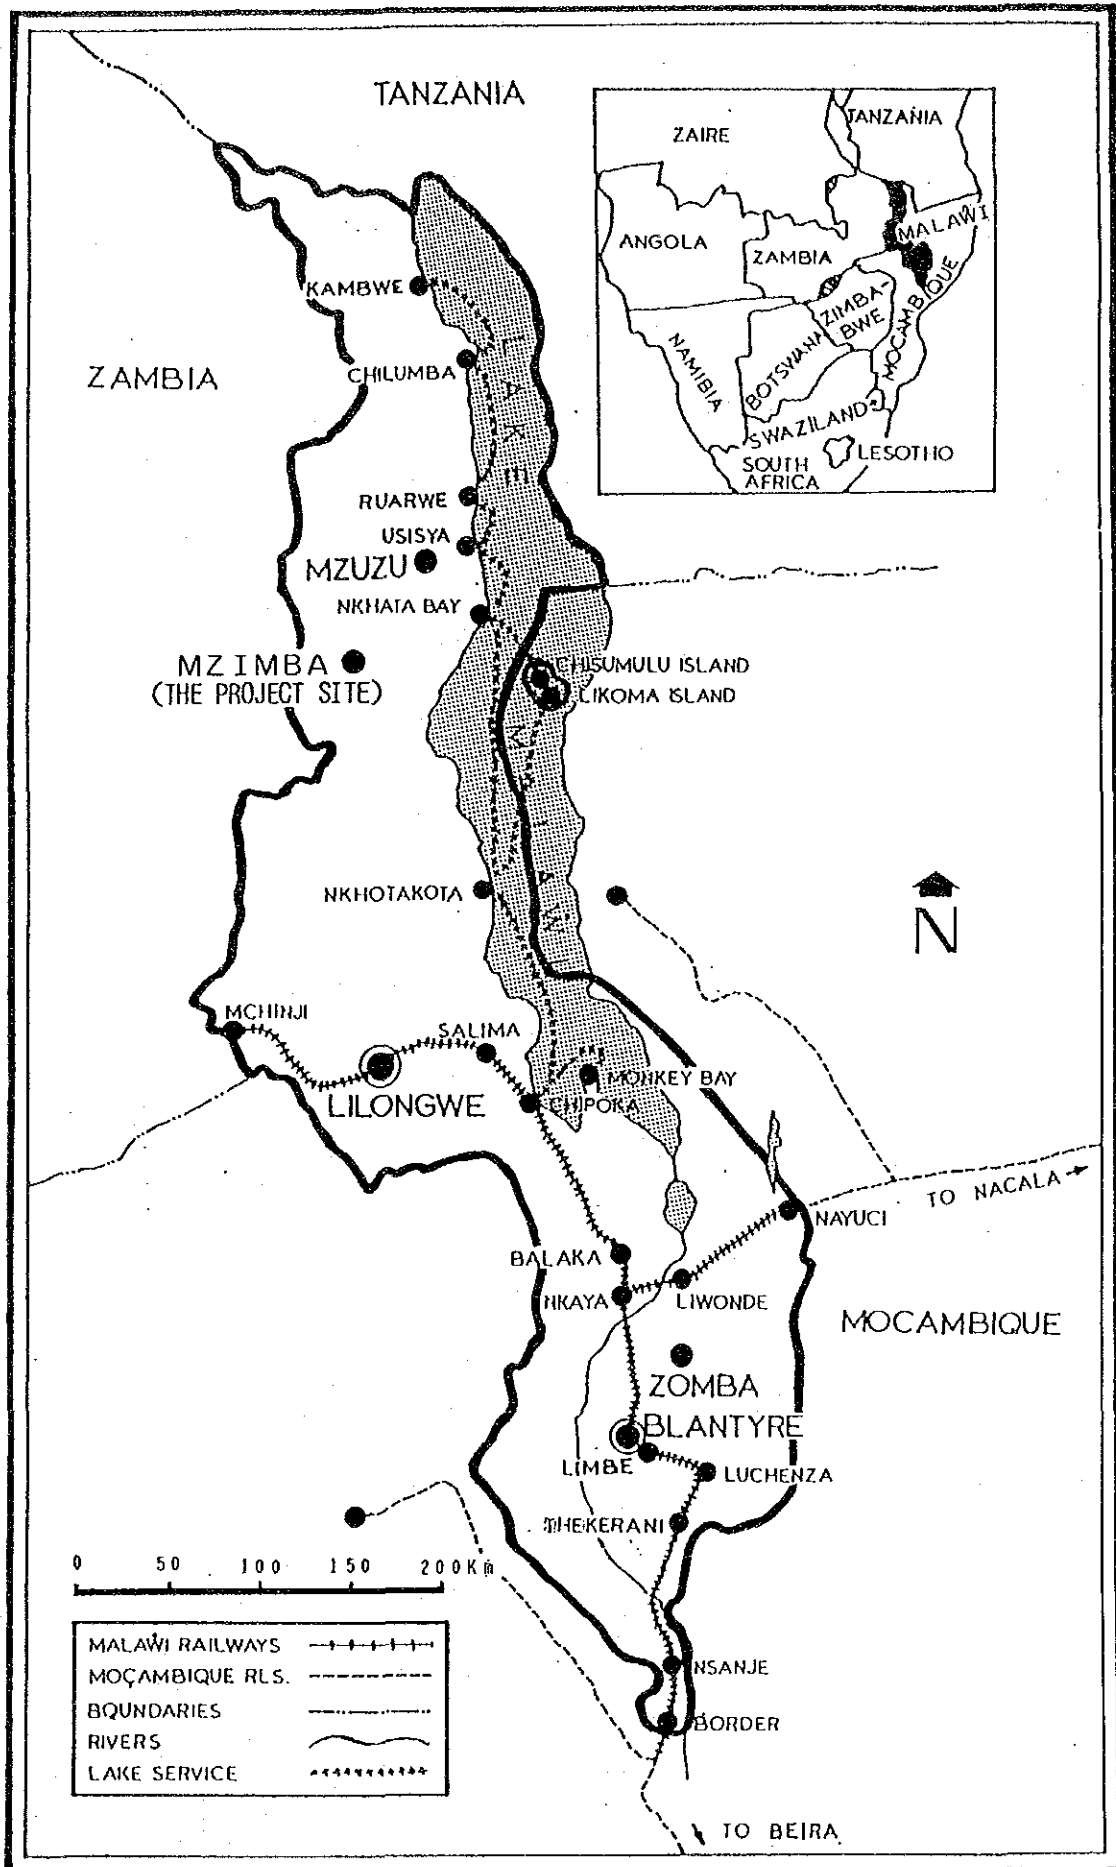 TANZANIA
ZAIRE
TANZANIA
ANGOLA
ZAMBIA
MALAWI
ZIMBA-
BWE
MOCAMBIQUE
NAMIBIA
BOTSWANA
SWAZILAND
SOUTH
AFRICA
LESOTHO
KAMBWE
ZAMBIA
CHILUMBA
LAKE
RUARWE
USISYA
MZUZU
NKHATA BAY
MZIMBA
(THE PROJECT SITE)
CHISUMULU ISLAND
LIKOMA ISLAND
MALAWI
NKHOTAKOTA
N
MCHINJI
SALIMA
LILONGWE
MONKEY BAY
CHIPOKA
TO NACALA
NAYUCI
BALAKA
NKAYA
LIWONDE
MOCAMBIQUE
ZOMBA
BLANTYRE
LIMBE
LUCHENZA
THEKERANI
0 50 100 150 200Km
MALAWI RAILWAYS
MOÇAMBIQUE RLS.
BOUNDARIES
RIVERS
LAKE SERVICE
NSANJE
BORDER
TO BEIRA